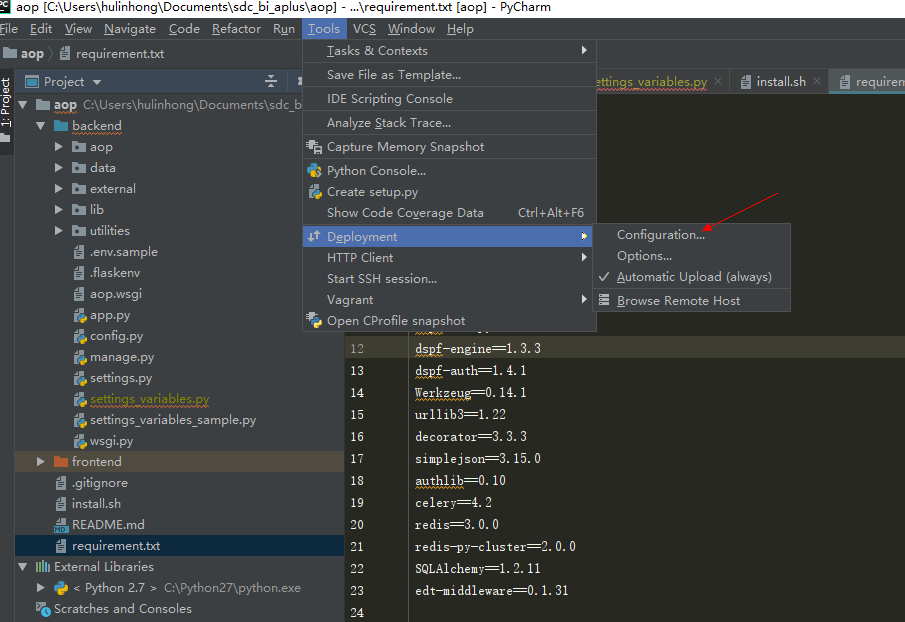 aop [C:\Users\hulinhong\Documents\sdc_bi_aplus\aop] - ...\requirement.txt [aop] - PyCharm
File Edit View Navigate Code Refactor Run Tools VCS Window Help
aop requirement.txt
1: Project
Project
aop C:\Users\hulinhong\Documents\sdc_b
backend
aop
data
external
lib
utilities
.env.sample
.flaskenv
aop.wsgi
app.py
config.py
manage.py
settings.py
settings_variables.py
settings_variables_sample.py
wsgi.py
frontend
.gitignore
install.sh
README.md
requirement.txt
External Libraries
< Python 2.7 > C:\Python27\python.exe
Scratches and Consoles
Tasks & Contexts
Save File as Template...
IDE Scripting Console
Analyze Stack Trace...
Capture Memory Snapshot
Python Console...
Create setup.py
Show Code Coverage Data Ctrl+Alt+F6
Deployment
HTTP Client
Start SSH session...
Vagrant
Open CProfile snapshot
Configuration...
Options...
Automatic Upload (always)
Browse Remote Host
ettings_variables.py install.sh requirem
12 dspf-engine==1.3.3
13 dspf-auth==1.4.1
14 Werkzeug==0.14.1
15 urllib3==1.22
16 decorator==3.3.3
17 simplejson==3.15.0
18 authlib==0.10
19 celery==4.2
20 redis==3.0.0
21 redis-py-cluster==2.0.0
22 SQLAlchemy==1.2.11
23 edt-middleware==0.1.31
24